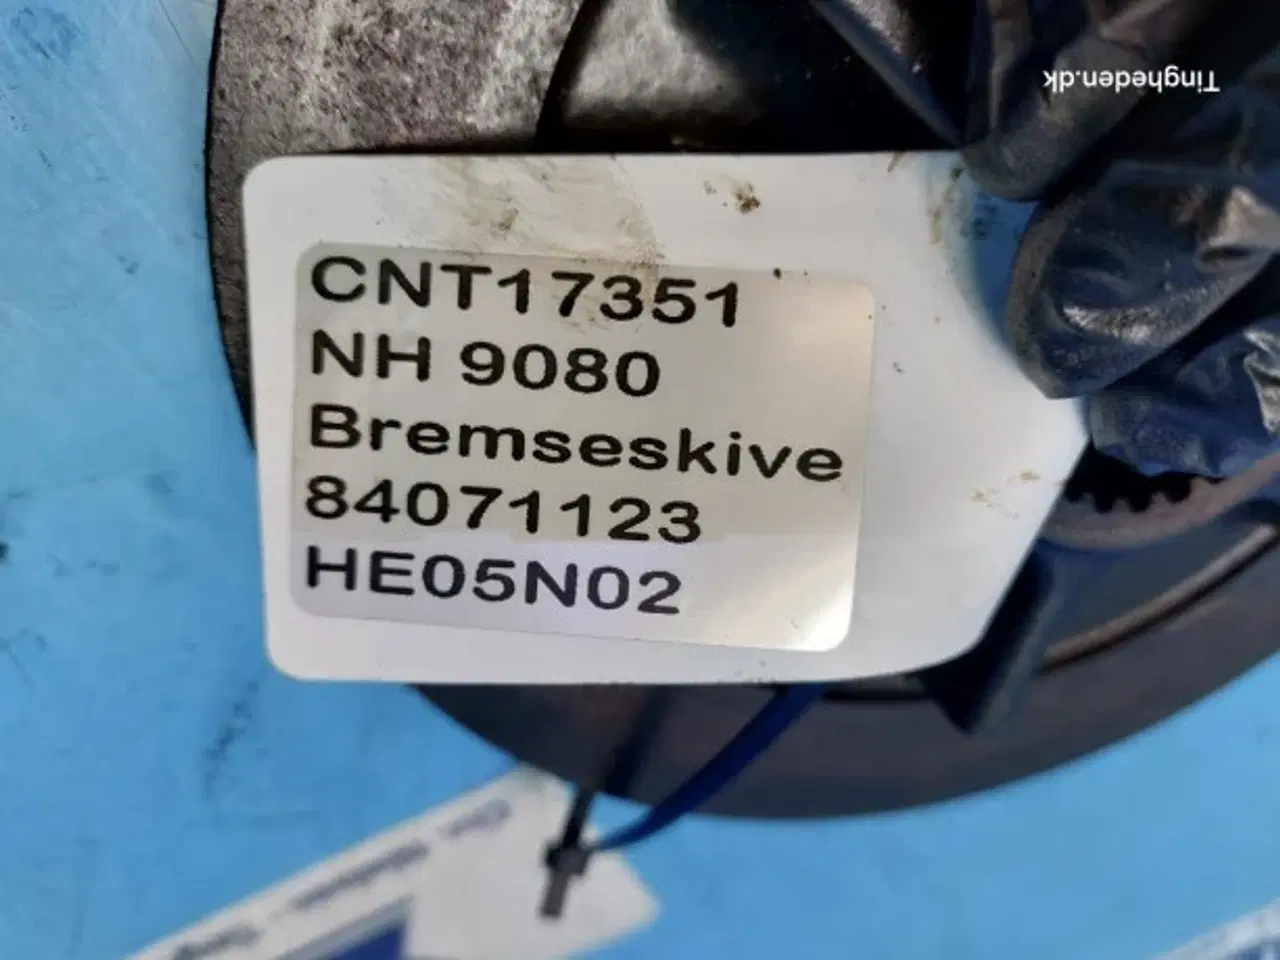 Tingheden.dk
CNT17351
NH 9080
Bremseskive
84071123
HE05N02